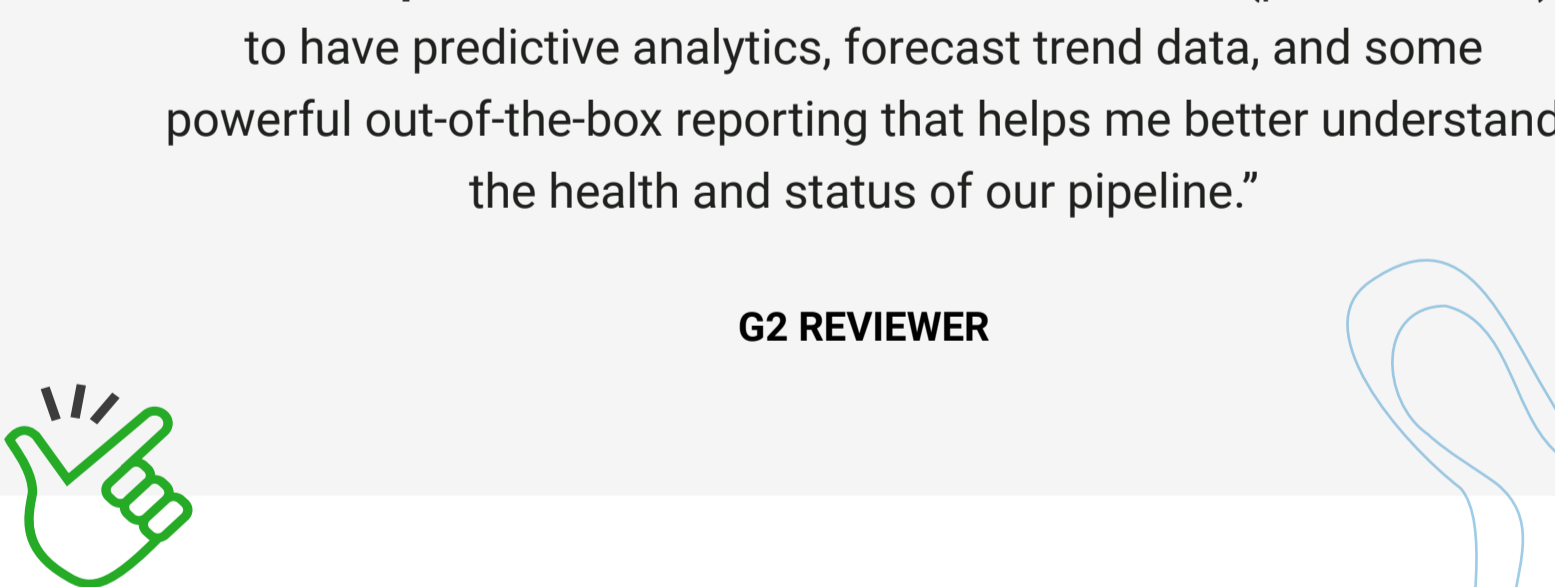 to have predictive analytics, forecast trend data, and some
powerful out-of-the-box reporting that helps me better understand
the health and status of our pipeline.”
G2 REVIEWER